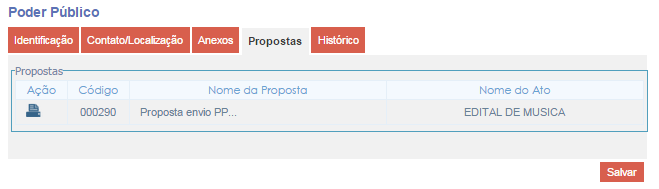 Poder Público
Identificação Contato/Localização Anexos Propostas Histórico
Propostas
Ação Código Nome da Proposta Nome do Ato
000290 Proposta envio PP... EDITAL DE MUSICA
Salvar